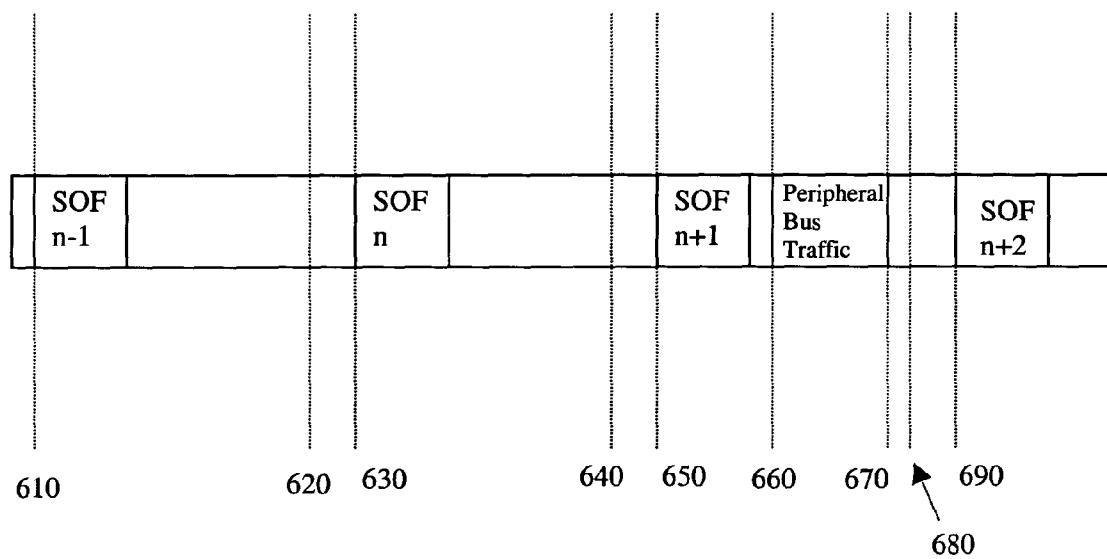 SOF
n-1
SOF
n
SOF
n+1
Peripheral
Bus
Traffic
SOF
n+2
610
620
630
640
650
660
670
690
680